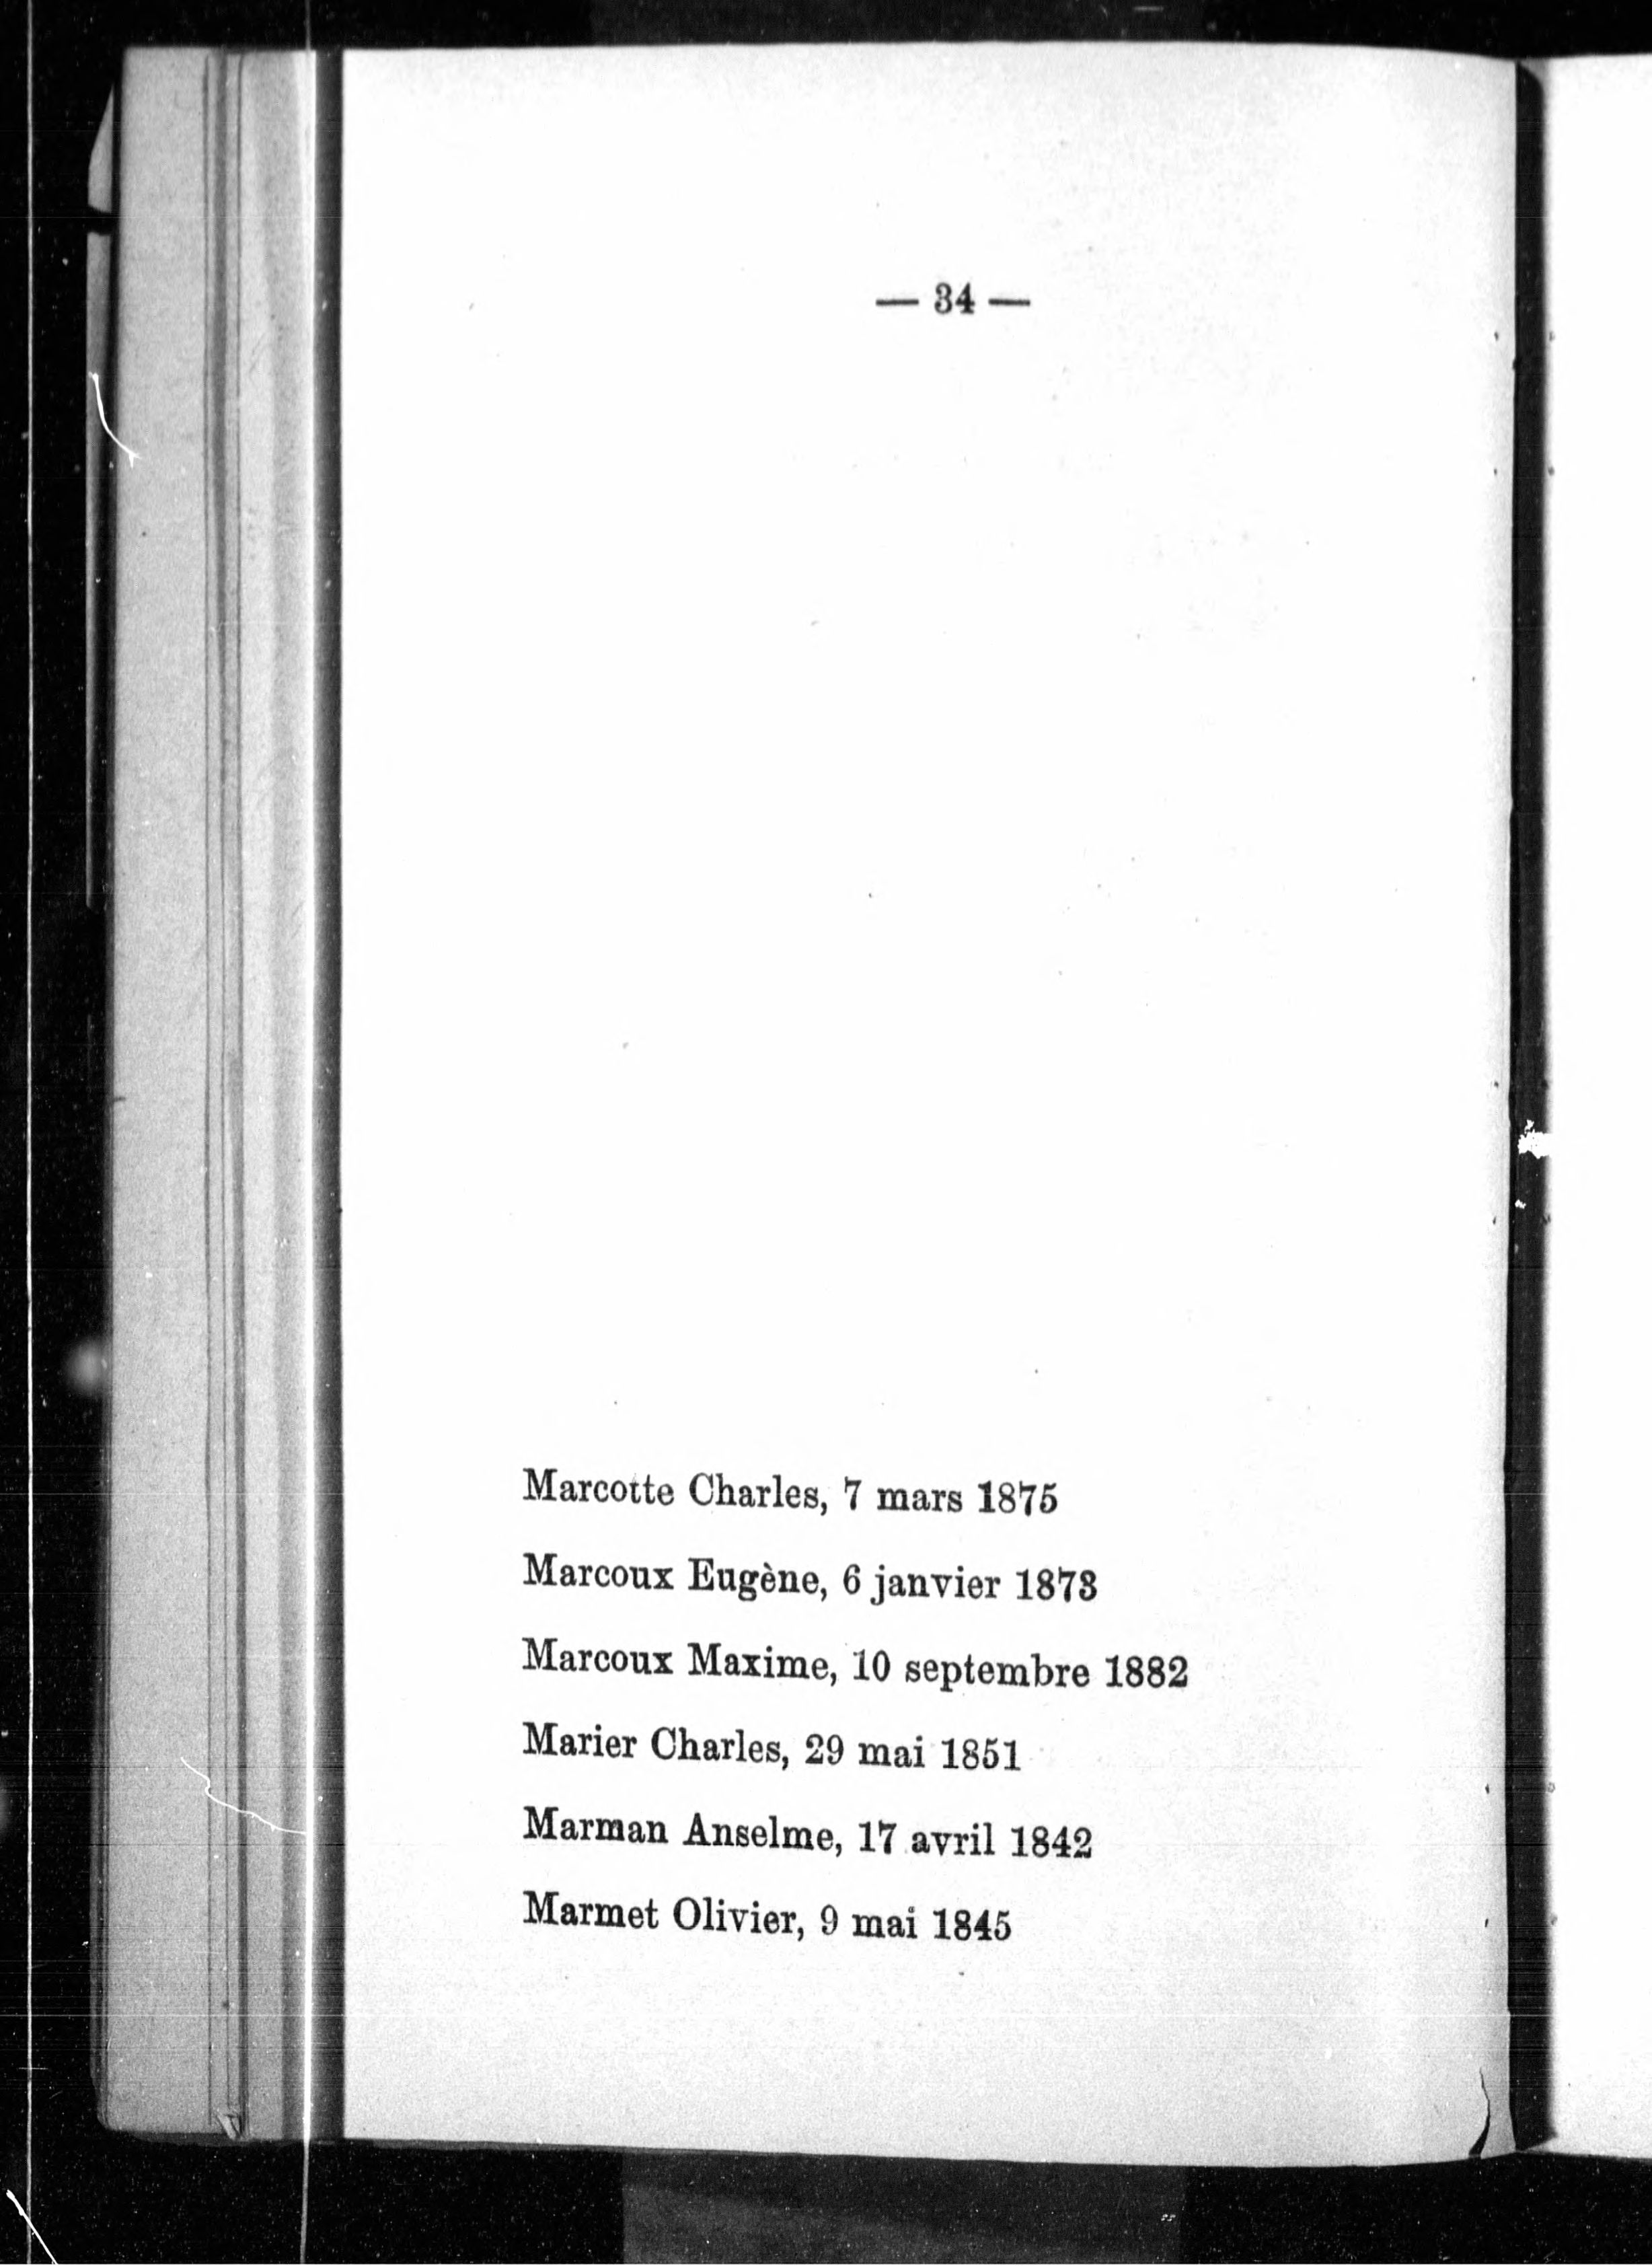 — 34 —
Marcotte Charles, 7 mars 1875
Marcoux Eugène, 6 janvier 1873
Marcoux Maxime, 10 septembre 1882
Marier Charles, 29 mai 1851
Marman Anselme, 17 avril 1842
Marmet Olivier, 9 mai 1845